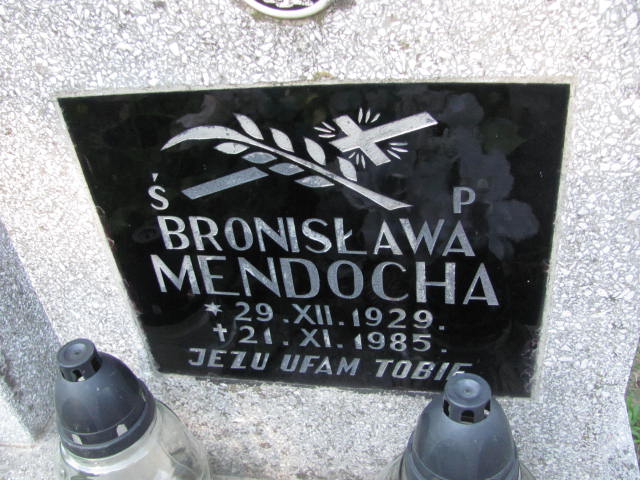 Ś P
BRONISŁAWA
MENDOCHA
* 29.XII.1929.
† 21.XI.1985.
JEZU UFAM TOBIE